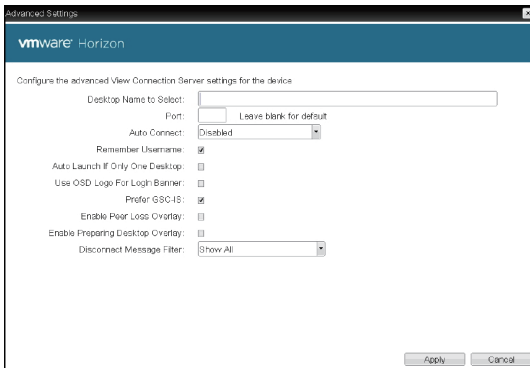 Advanced Settings
vmware Horizon
Configure the advanced View Connection Server settings for the device
Desktop Name to Select:
Port: Leave blank for default
Auto Connect: Disabled
Remember Username:
Auto Launch If Only One Desktop:
Use OSD Logo For Login Banner:
Prefer GSC-IS:
Enable Peer Loss Overlay:
Enable Preparing Desktop Overlay:
Disconnect Message Filter: Show All
Apply Cancel